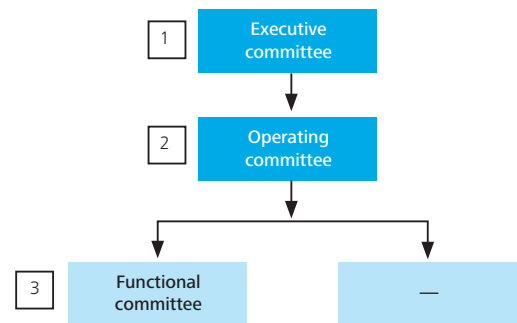 1
Executive
committee
2
Operating
committee
3
Functional
committee
—